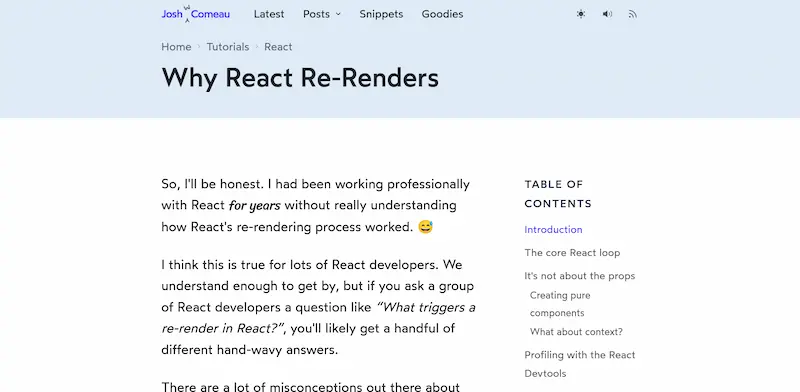 Josh W Comeau
Latest
Posts
Snippets
Goodies
Home › Tutorials › React
Why React Re-Renders
So, I'll be honest. I had been working professionally
with React for years without really understanding
how React's re-rendering process worked. 😅
I think this is true for lots of React developers. We
understand enough to get by, but if you ask a group
of React developers a question like “What triggers a
re-render in React?”, you'll likely get a handful of
different hand-wavy answers.
There are a lot of misconceptions out there about
TABLE OF
CONTENTS
Introduction
The core React loop
It's not about the props
Creating pure
components
What about context?
Profiling with the React
Devtools